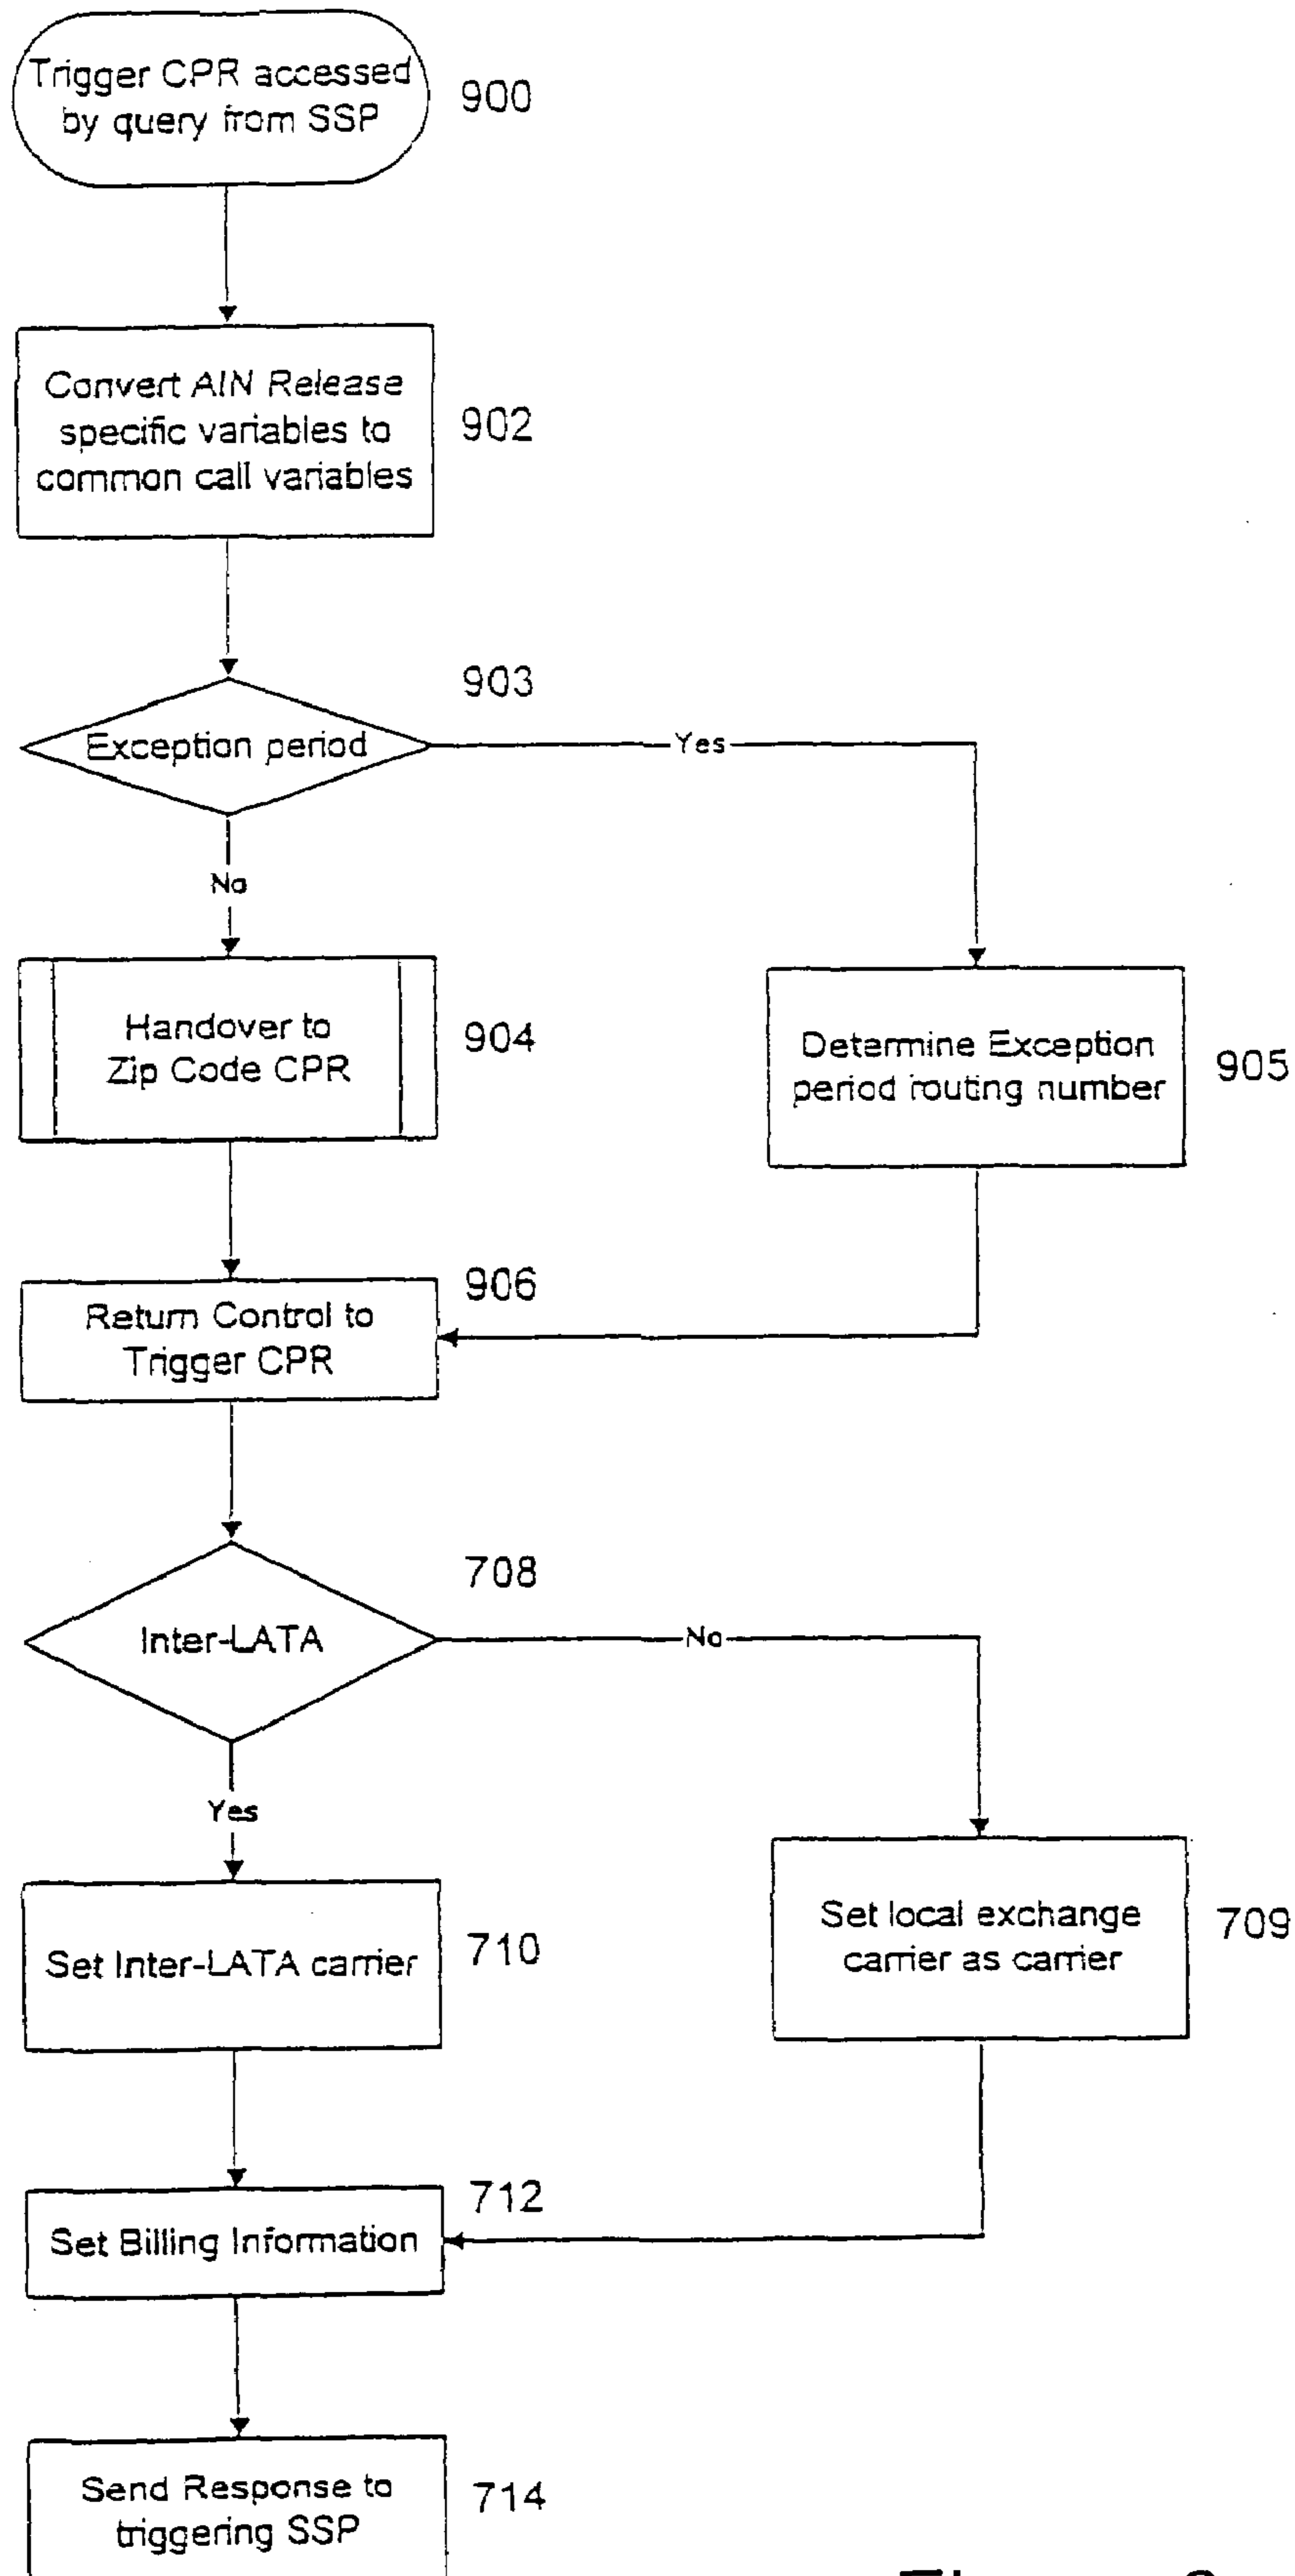 Trigger CPR accessed
by query from SSP
900
Convert AIN Release
specific variables to
common call variables
902
903
Exception period
Yes
No
Handover to
Zip Code CPR
904
Determine Exception
period routing number
905
906
Return Control to
Trigger CPR
708
Inter-LATA
No
Yes
Set Inter-LATA carrier
710
Set local exchange
carrier as carrier
709
712
Set Billing Information
Send Response to
triggering SSP
714